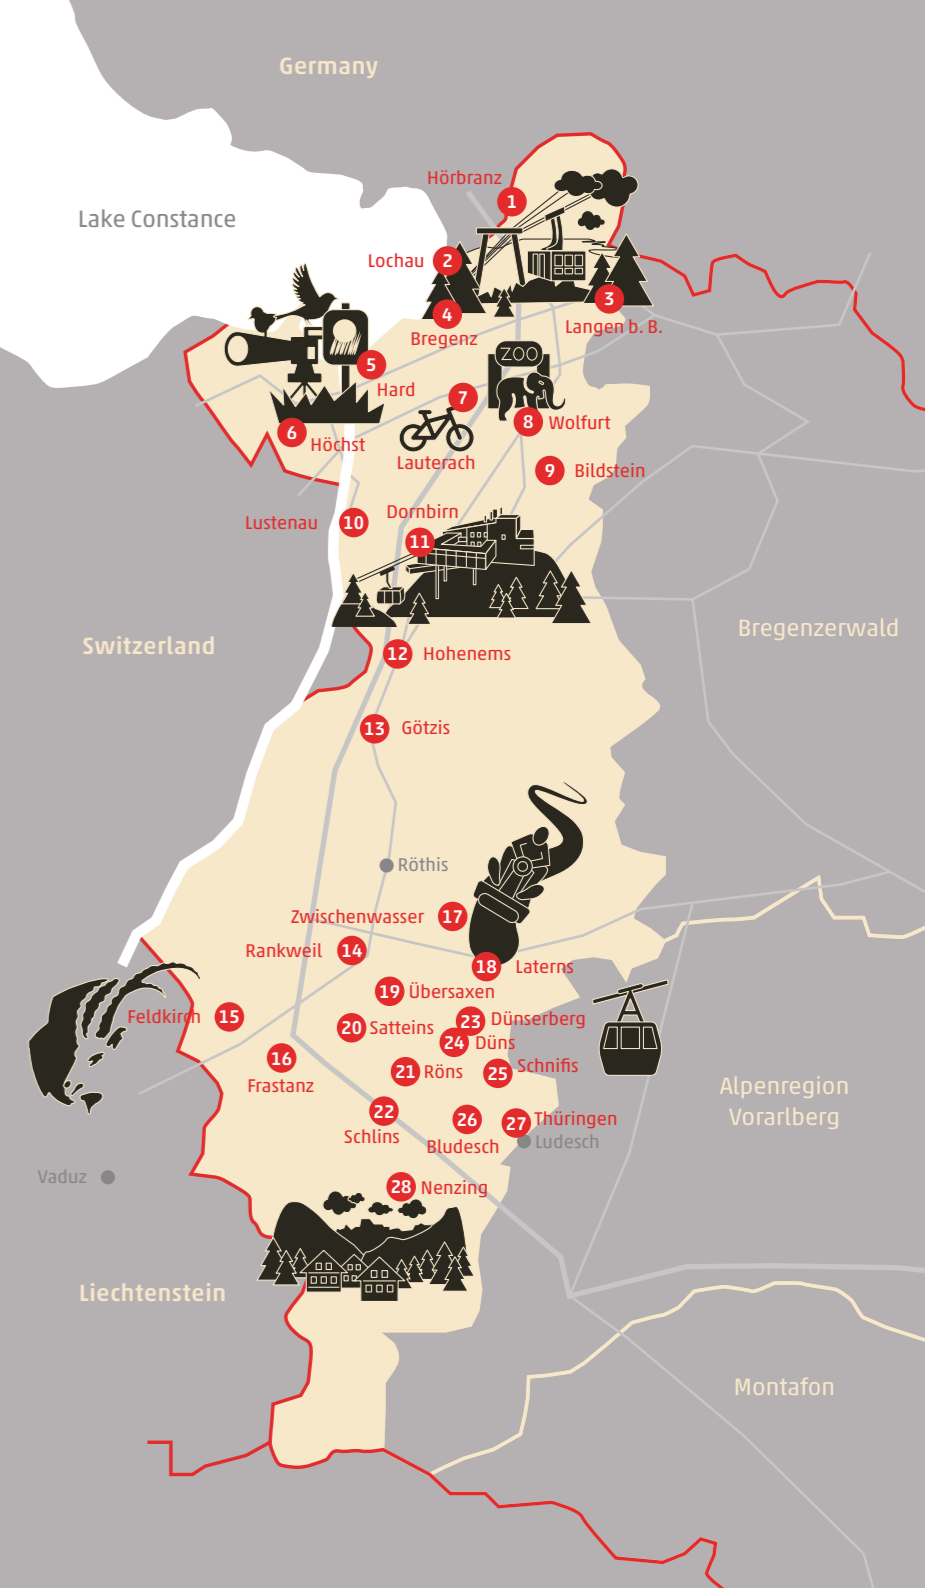 Germany
Hörbranz
1
Lake Constance
Lochau
2
3
4
Langen b. B.
Bregenz
ZOO
5
Hard
7
8
Wolfurt
6
Höchst
Lauterach
9
Bildstein
Dornbirn
Lustenau
10
11
Bregenzerwald
Switzerland
12
Hohenems
13
Götzis
Röthis
Zwischenwasser
17
Rankweil
14
18
Laterns
19
Übersaxen
Feldkirch
15
20
Satteins
23
Dünserberg
24
Düns
16
Frastanz
21
Röns
25
Schnifis
Alpenregion
Vorarlberg
22
Schlins
26
Bludesch
27
Thüringen
Ludesch
Vaduz
28
Nenzing
Liechtenstein
Montafon